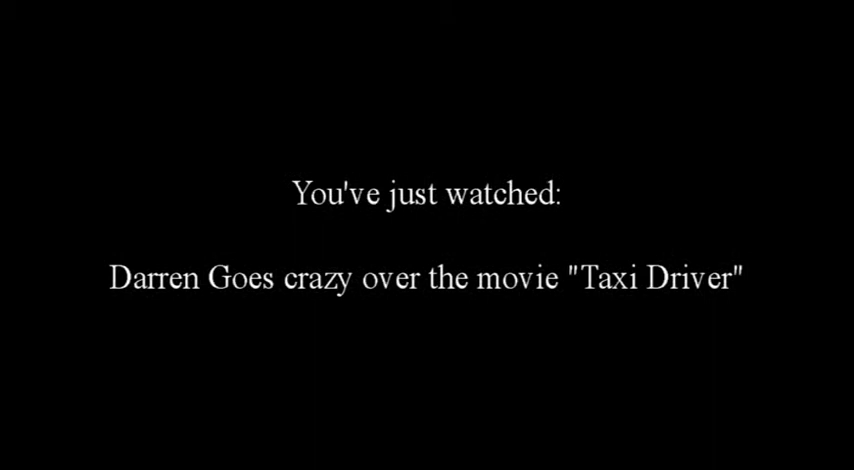 You've just watched:
Darren Goes crazy over the movie "Taxi Driver"